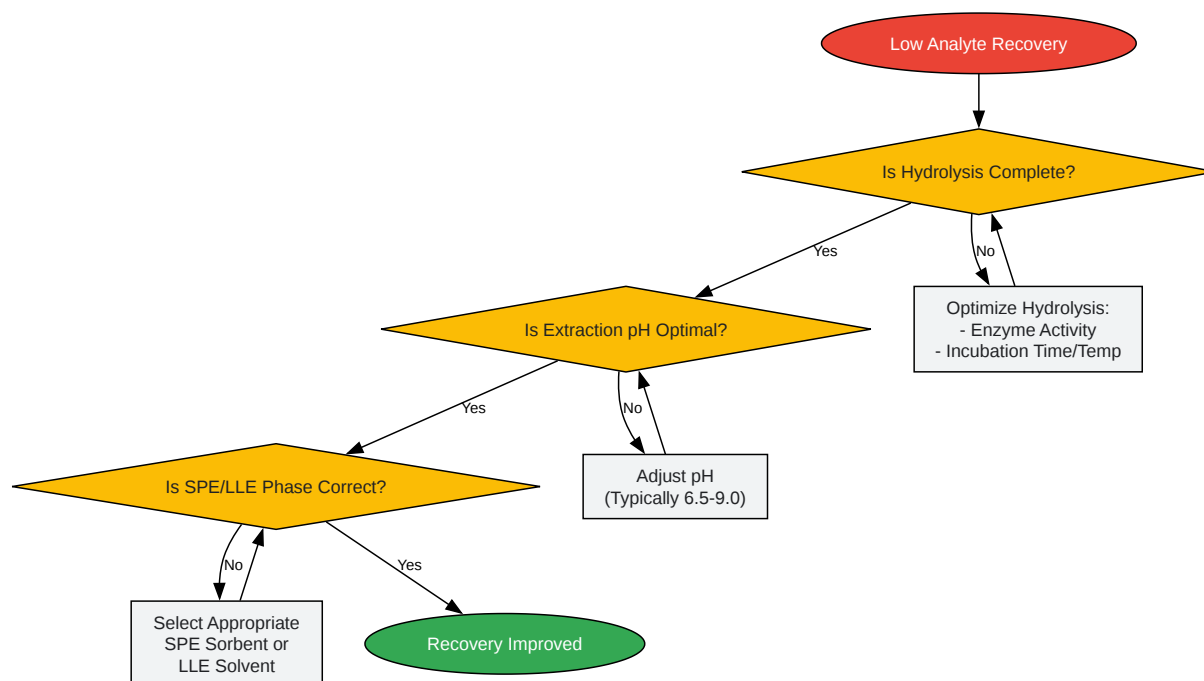 Low Analyte Recovery
Is Hydrolysis Complete?
Yes
No
Optimize Hydrolysis:
- Enzyme Activity
- Incubation Time/Temp
Is Extraction pH Optimal?
Yes
No
Adjust pH
(Typically 6.5-9.0)
Is SPE/LLE Phase Correct?
No
Yes
Select Appropriate
SPE Sorbent or
LLE Solvent
Recovery Improved